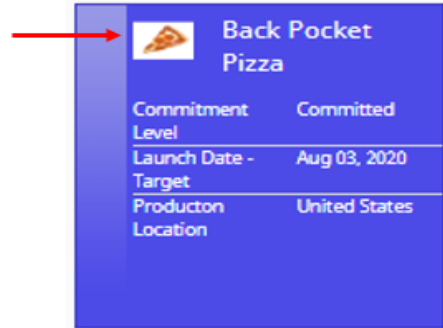 Back Pocket
Pizza
Commitment Committed
Level
Launch Date - Aug 03, 2020
Target
Producton United States
Location